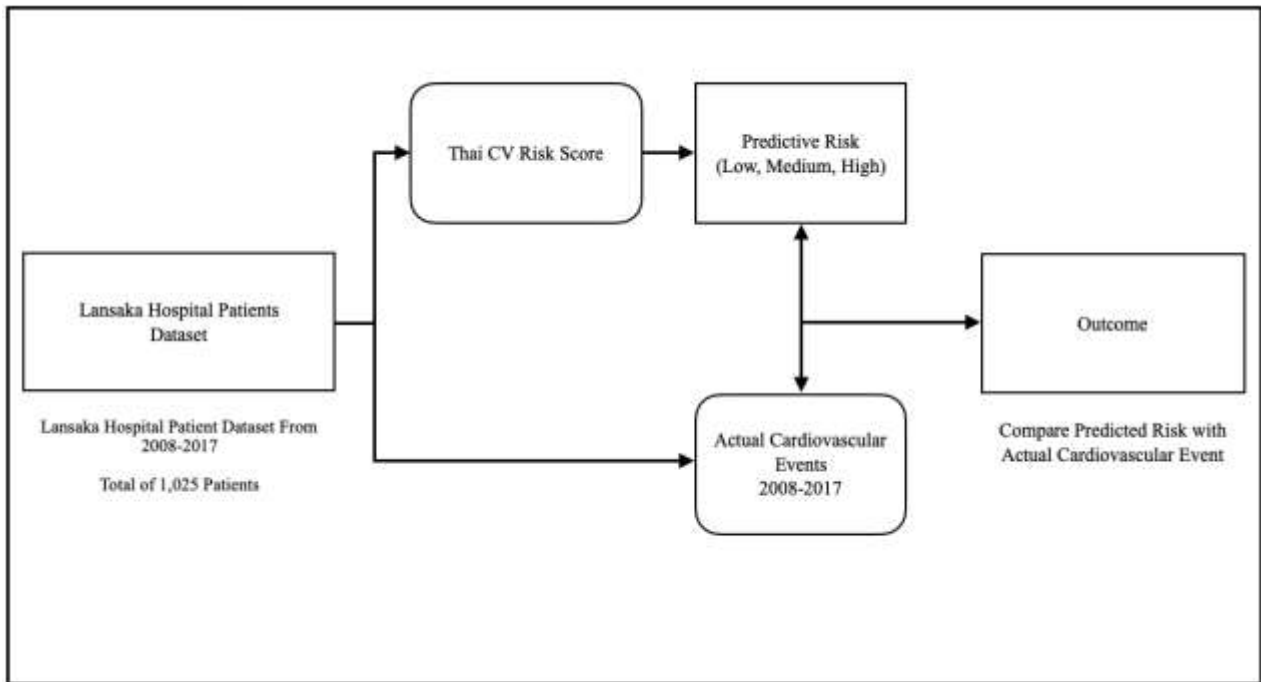 Thai CV Risk Score
Predictive Risk
(Low, Medium, High)
Lansaka Hospital Patients
Dataset
Outcome
Lansaka Hospital Patient Dataset From
2008-2017
Total of 1,025 Patients
Actual Cardiovascular
Events
2008-2017
Compare Predicted Risk with
Actual Cardiovascular Event